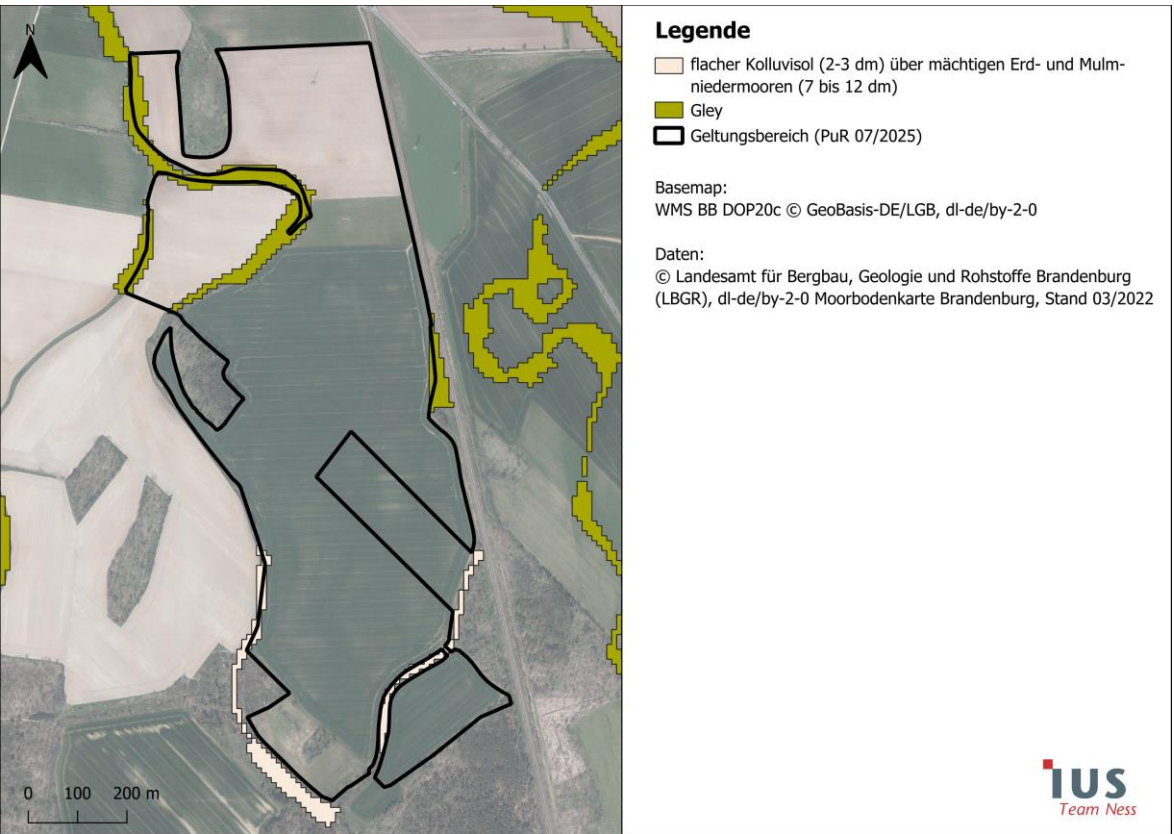 N
0 100 200 m
Legende
flacher Kolluvisol (2-3 dm) über mächtigen Erd- und Mulm-
niedermooren (7 bis 12 dm)
Gley
Geltungsbereich (PuR 07/2025)
Basemap:
WMS BB DOP20c © GeoBasis-DE/LGB, dl-de/by-2-0
Daten:
© Landesamt für Bergbau, Geologie und Rohstoffe Brandenburg
(LBGR), dl-de/by-2-0 Moorbodenkarte Brandenburg, Stand 03/2022
IUS
Team Ness